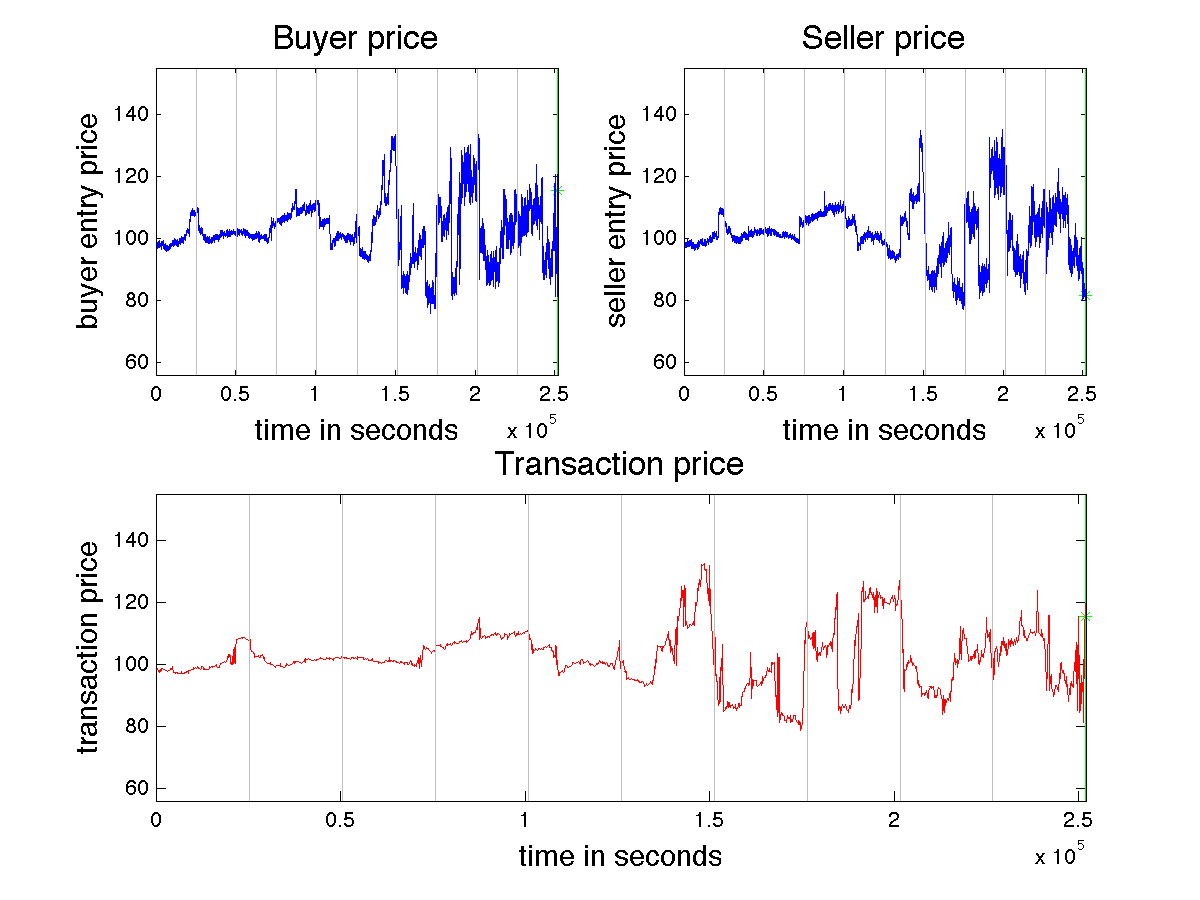 Buyer price
buyer entry price
140
120
100
80
60
0 0.5 1 1.5 2 2.5
time in seconds
x 10^5
Seller price
seller entry price
140
120
100
80
60
0 0.5 1 1.5 2 2.5
time in seconds
x 10^5
Transaction price
transaction price
140
120
100
80
60
0 0.5 1 1.5 2 2.5
time in seconds
x 10^5